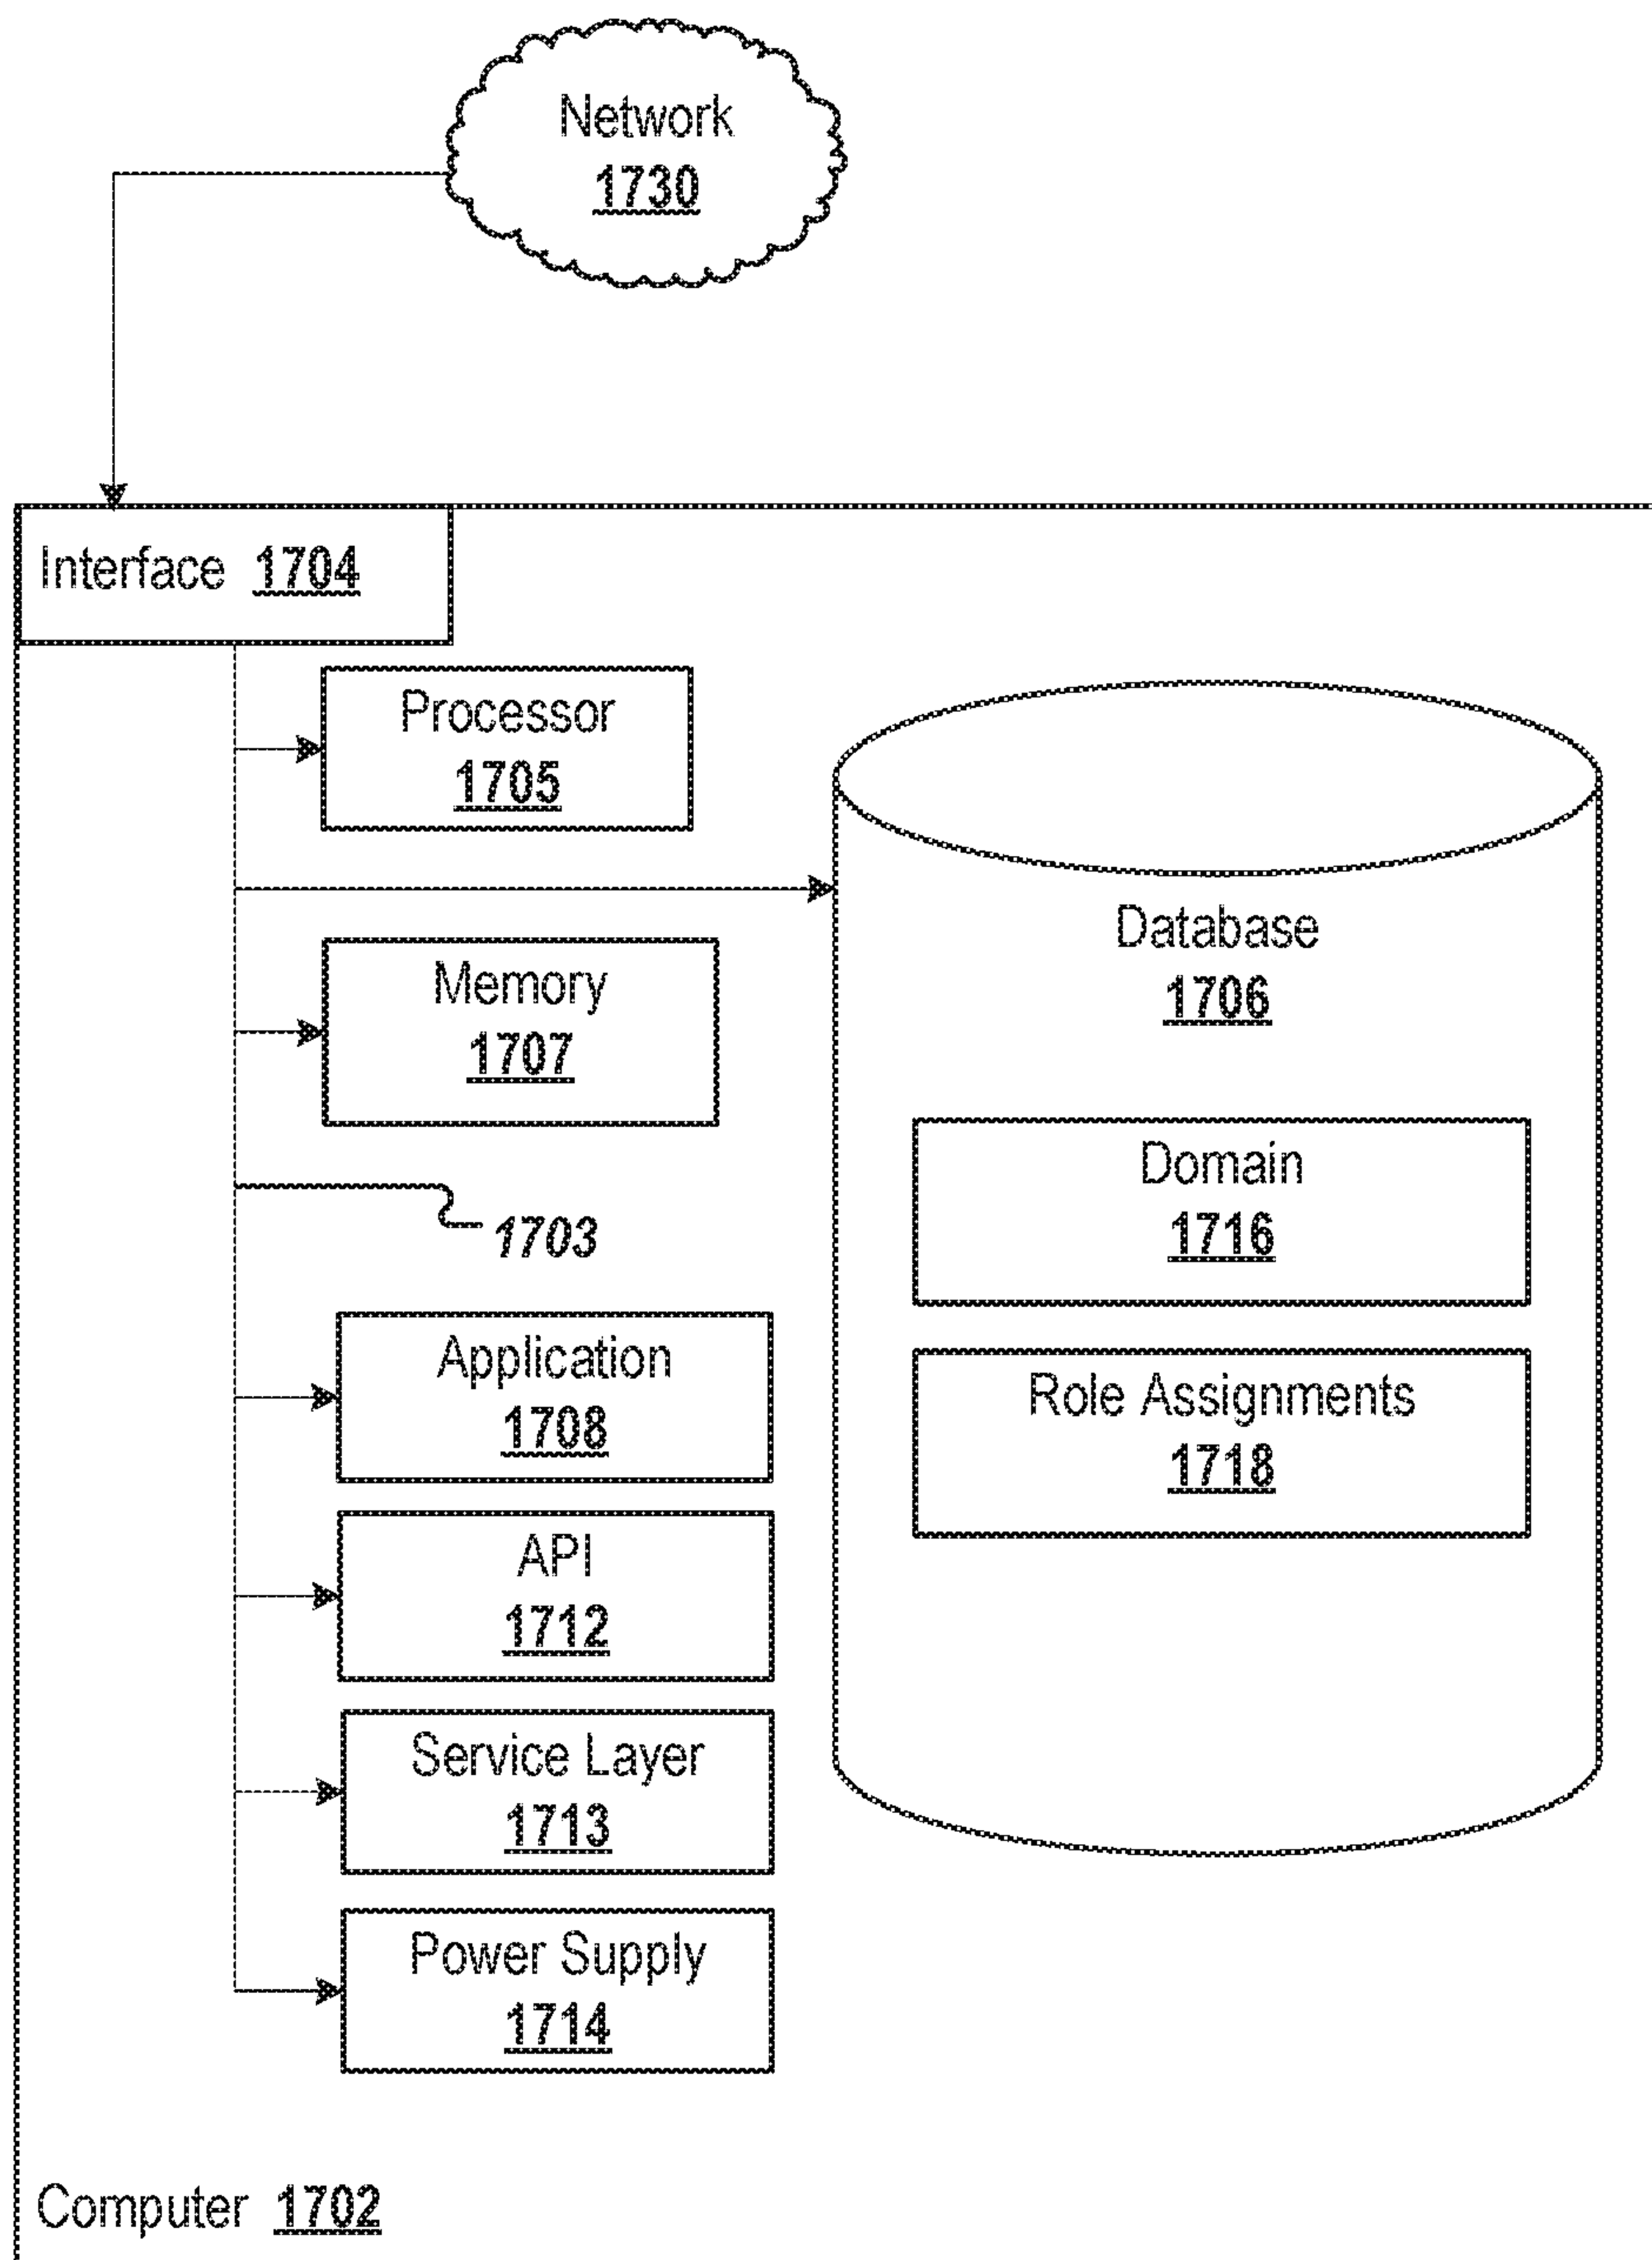 Network
1730
Interface 1704
Processor
1705
Database
1706
Memory
1707
Domain
1716
1703
Application
1708
Role Assignments
1718
API
1712
Service Layer
1713
Power Supply
1714
Computer 1702